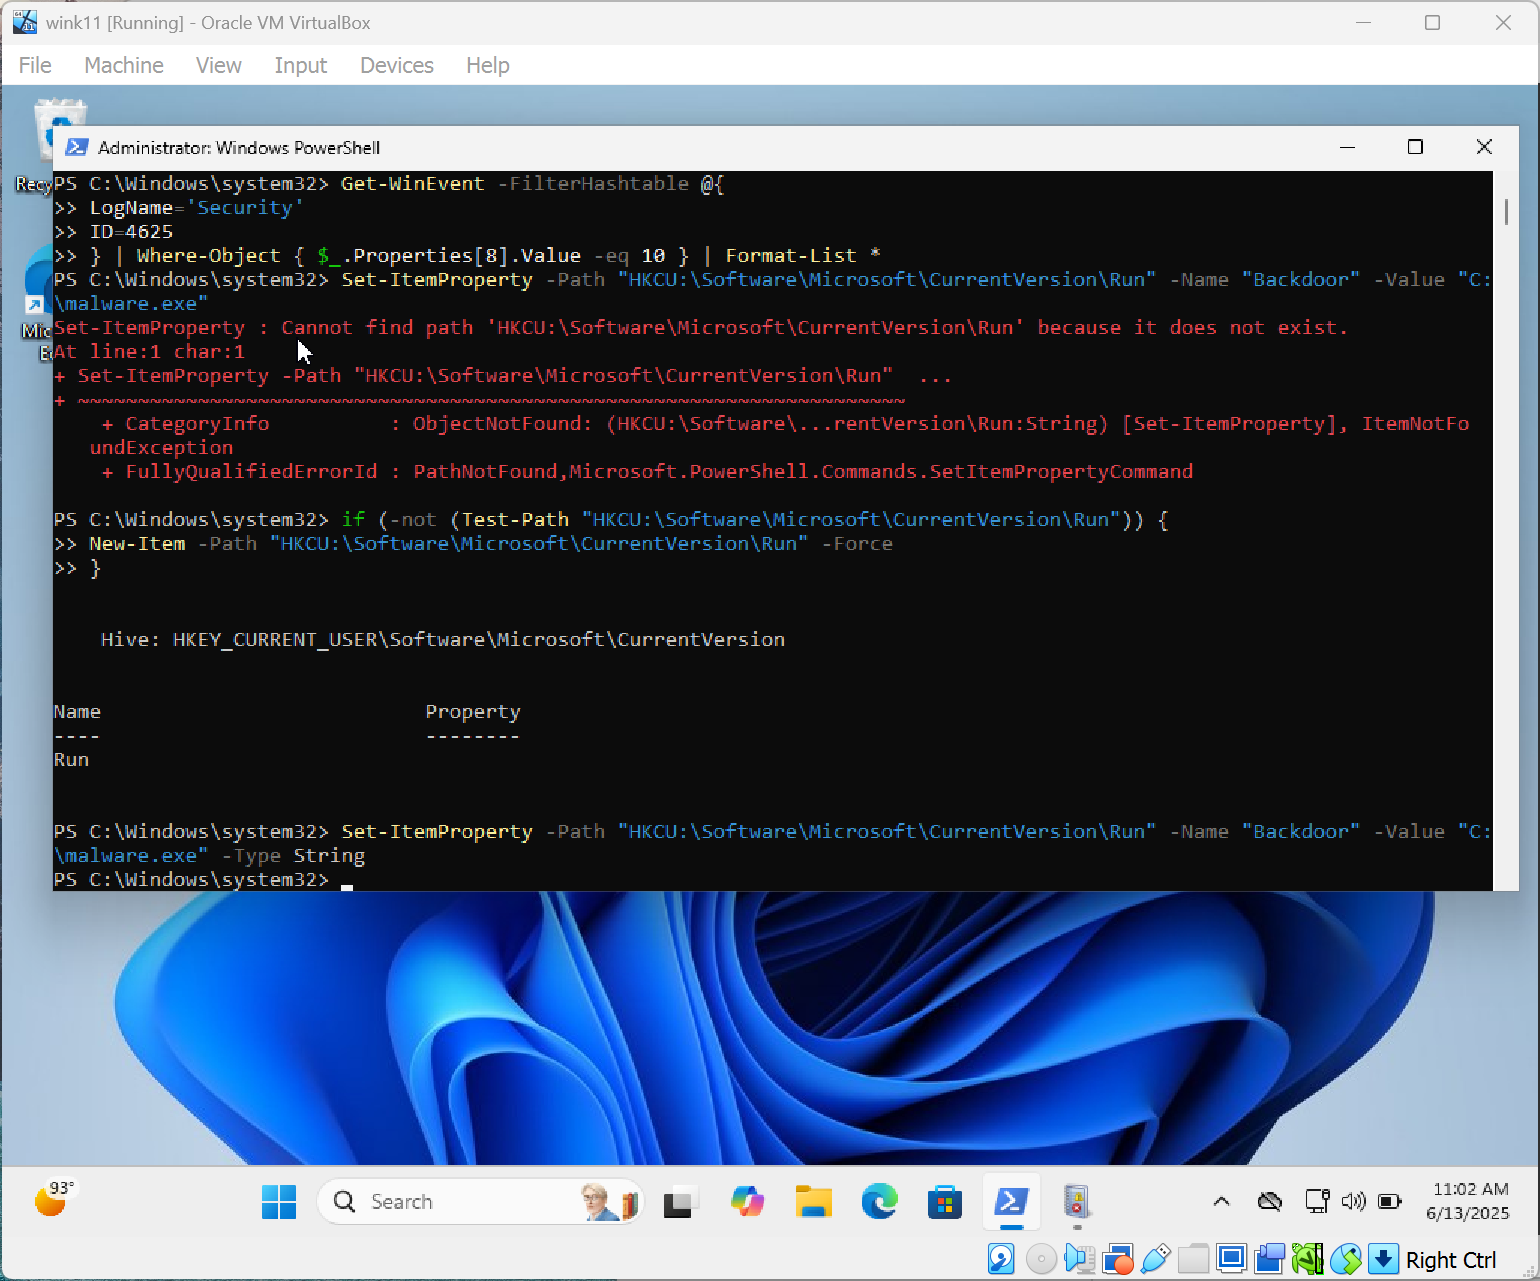 wink11 [Running] - Oracle VM VirtualBox
File Machine View Input Devices Help
Administrator: Windows PowerShell
PS C:\Windows\system32> Get-WinEvent -FilterHashtable @{
>> LogName='Security'
>> ID=4625
>> } | Where-Object { $_.Properties[8].Value -eq 10 } | Format-List *
PS C:\Windows\system32> Set-ItemProperty -Path "HKCU:\Software\Microsoft\CurrentVersion\Run" -Name "Backdoor" -Value "C:
\malware.exe"
Set-ItemProperty : Cannot find path 'HKCU:\Software\Microsoft\CurrentVersion\Run' because it does not exist.
At line:1 char:1
+ Set-ItemProperty -Path "HKCU:\Software\Microsoft\CurrentVersion\Run" ...
+ ~~~~~~~~~~~~~~~~~~~~~~~~~~~~~~~~~~~~~~~~~~~~~~~~~~~~~~~~~~~~~~~~~~~~~
+ CategoryInfo : ObjectNotFound: (HKCU:\Software\...rentVersion\Run:String) [Set-ItemProperty], ItemNotFo
undException
+ FullyQualifiedErrorId : PathNotFound,Microsoft.PowerShell.Commands.SetItemPropertyCommand
PS C:\Windows\system32> if (-not (Test-Path "HKCU:\Software\Microsoft\CurrentVersion\Run")) {
>> New-Item -Path "HKCU:\Software\Microsoft\CurrentVersion\Run" -Force
>> }
Hive: HKEY_CURRENT_USER\Software\Microsoft\CurrentVersion
Name Property
---- --------
Run
PS C:\Windows\system32> Set-ItemProperty -Path "HKCU:\Software\Microsoft\CurrentVersion\Run" -Name "Backdoor" -Value "C:
\malware.exe" -Type String
PS C:\Windows\system32>
Recy
Mic
E
93°
Search
11:02 AM
6/13/2025
Right Ctrl